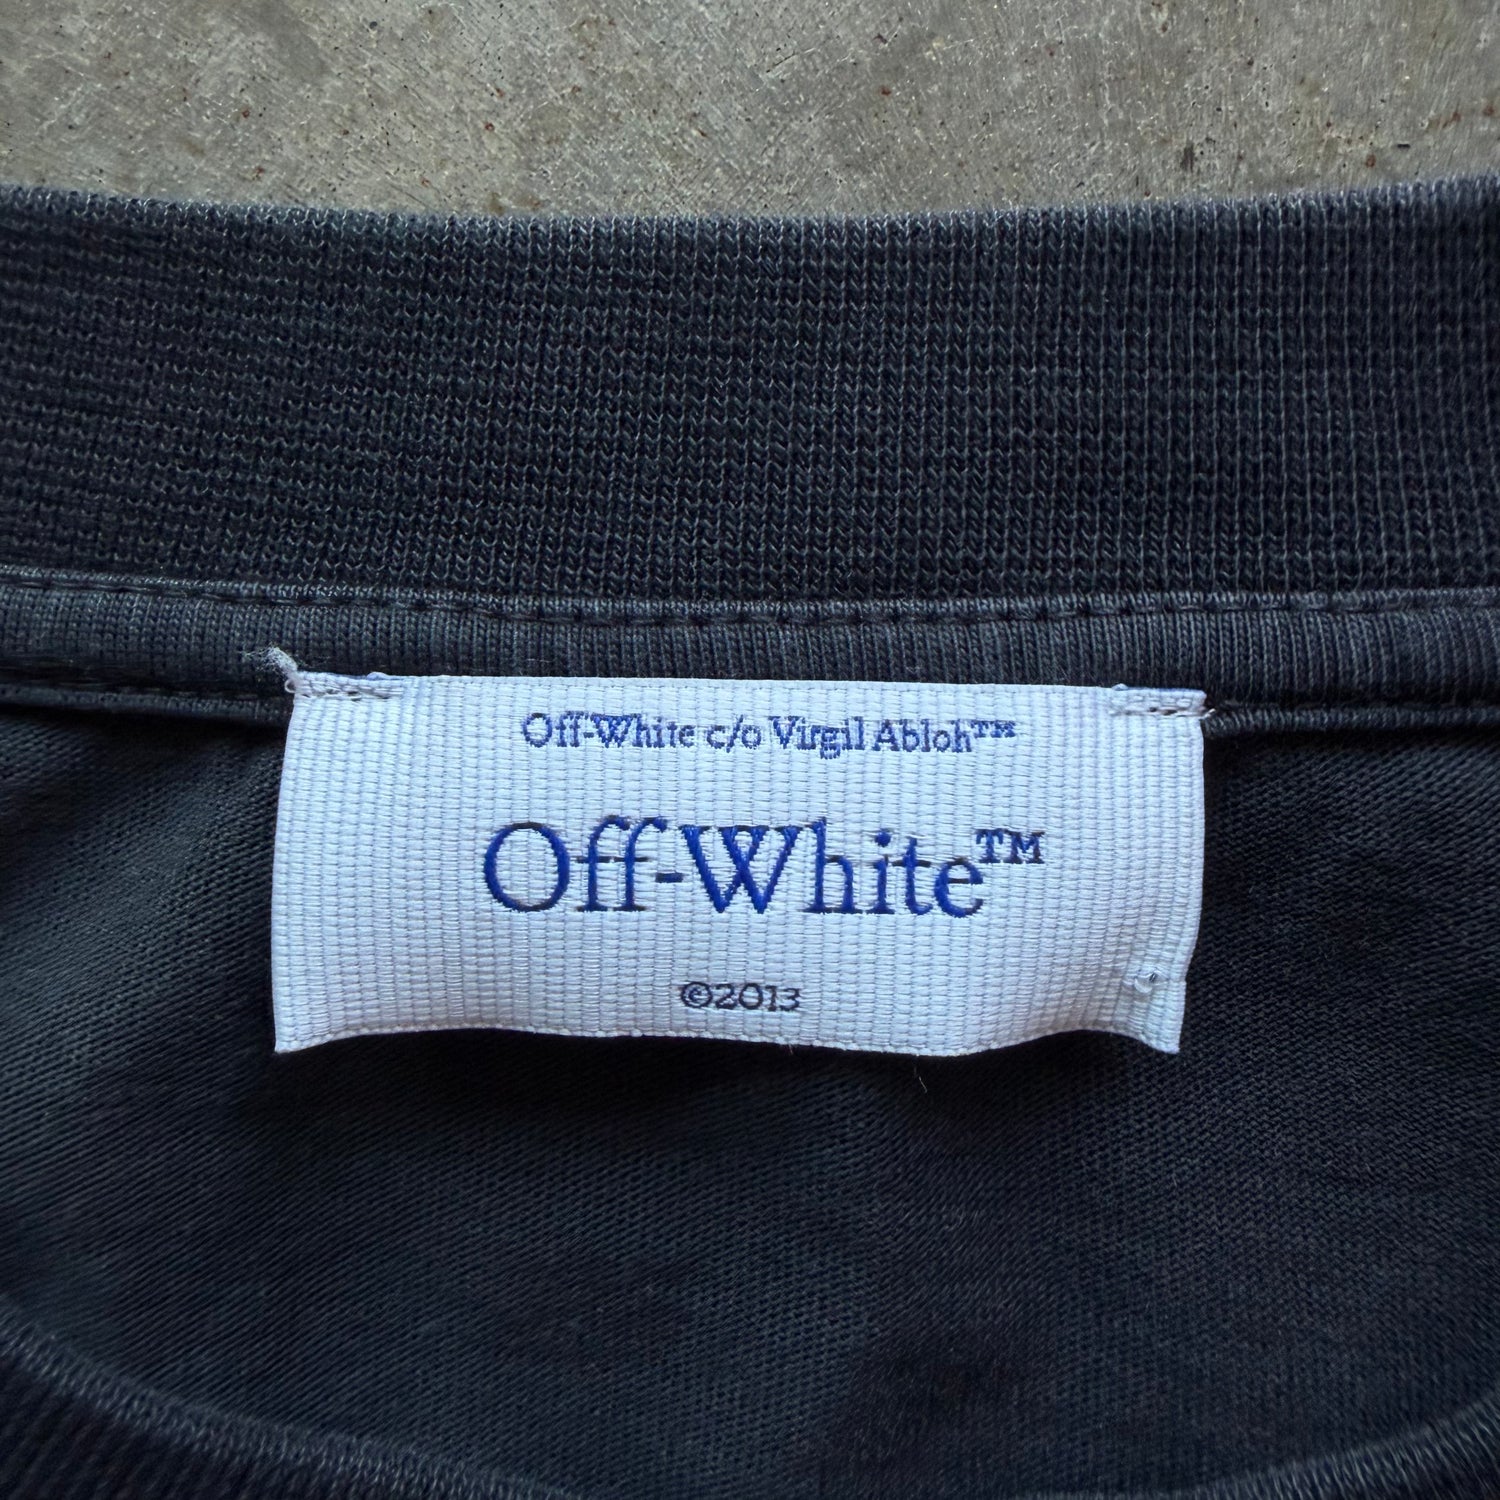 Off-White c/o Virgil Abloh™
Off-White™
©2013